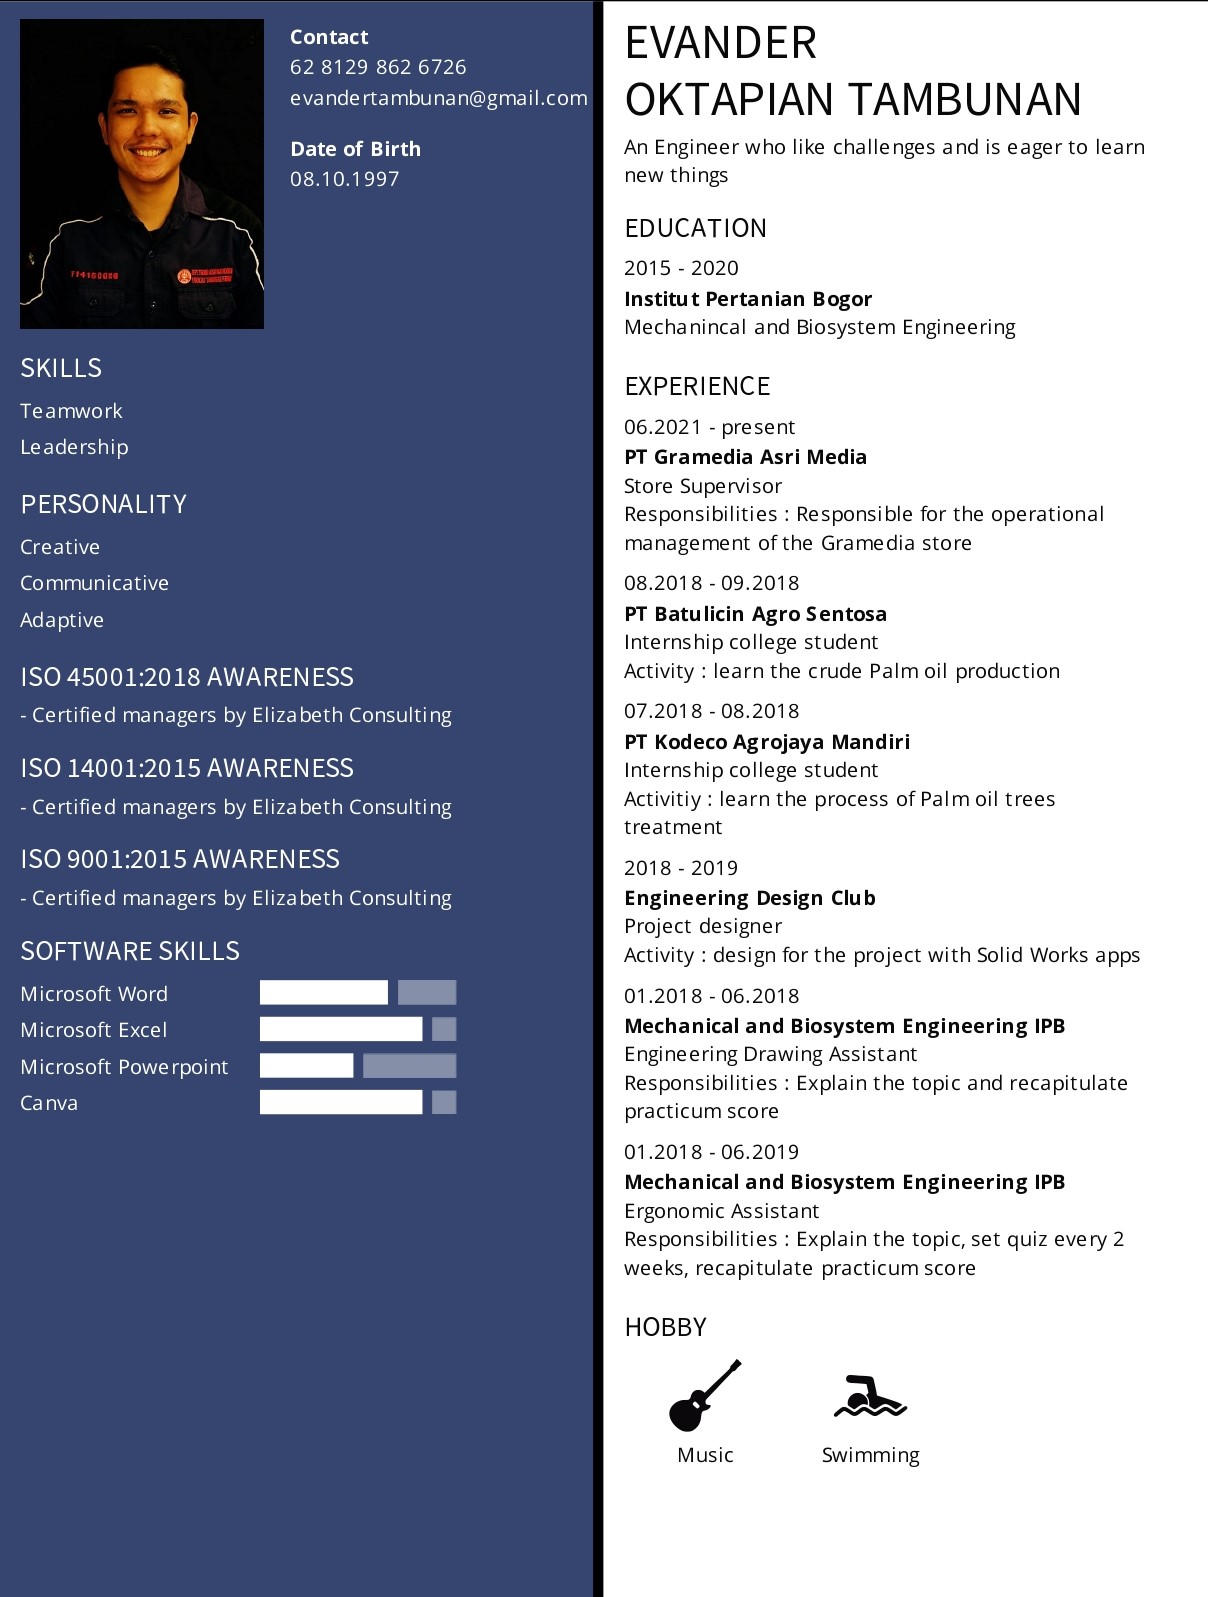 Contact
62 8129 862 6726
evandertambunan@gmail.com
Date of Birth
08.10.1997
F14150086
SKILLS
Teamwork
Leadership
PERSONALITY
Creative
Communicative
Adaptive
ISO 45001:2018 AWARENESS
- Certified managers by Elizabeth Consulting
ISO 14001:2015 AWARENESS
- Certified managers by Elizabeth Consulting
ISO 9001:2015 AWARENESS
- Certified managers by Elizabeth Consulting
SOFTWARE SKILLS
Microsoft Word
Microsoft Excel
Microsoft Powerpoint
Canva
EVANDER
OKTAPIAN TAMBUNAN
An Engineer who like challenges and is eager to learn
new things
EDUCATION
2015 - 2020
Institut Pertanian Bogor
Mechanincal and Biosystem Engineering
EXPERIENCE
06.2021 - present
PT Gramedia Asri Media
Store Supervisor
Responsibilities : Responsible for the operational
management of the Gramedia store
08.2018 - 09.2018
PT Batulicin Agro Sentosa
Internship college student
Activity : learn the crude Palm oil production
07.2018 - 08.2018
PT Kodeco Agrojaya Mandiri
Internship college student
Activitiy : learn the process of Palm oil trees
treatment
2018 - 2019
Engineering Design Club
Project designer
Activity : design for the project with Solid Works apps
01.2018 - 06.2018
Mechanical and Biosystem Engineering IPB
Engineering Drawing Assistant
Responsibilities : Explain the topic and recapitulate
practicum score
01.2018 - 06.2019
Mechanical and Biosystem Engineering IPB
Ergonomic Assistant
Responsibilities : Explain the topic, set quiz every 2
weeks, recapitulate practicum score
HOBBY
Music
Swimming